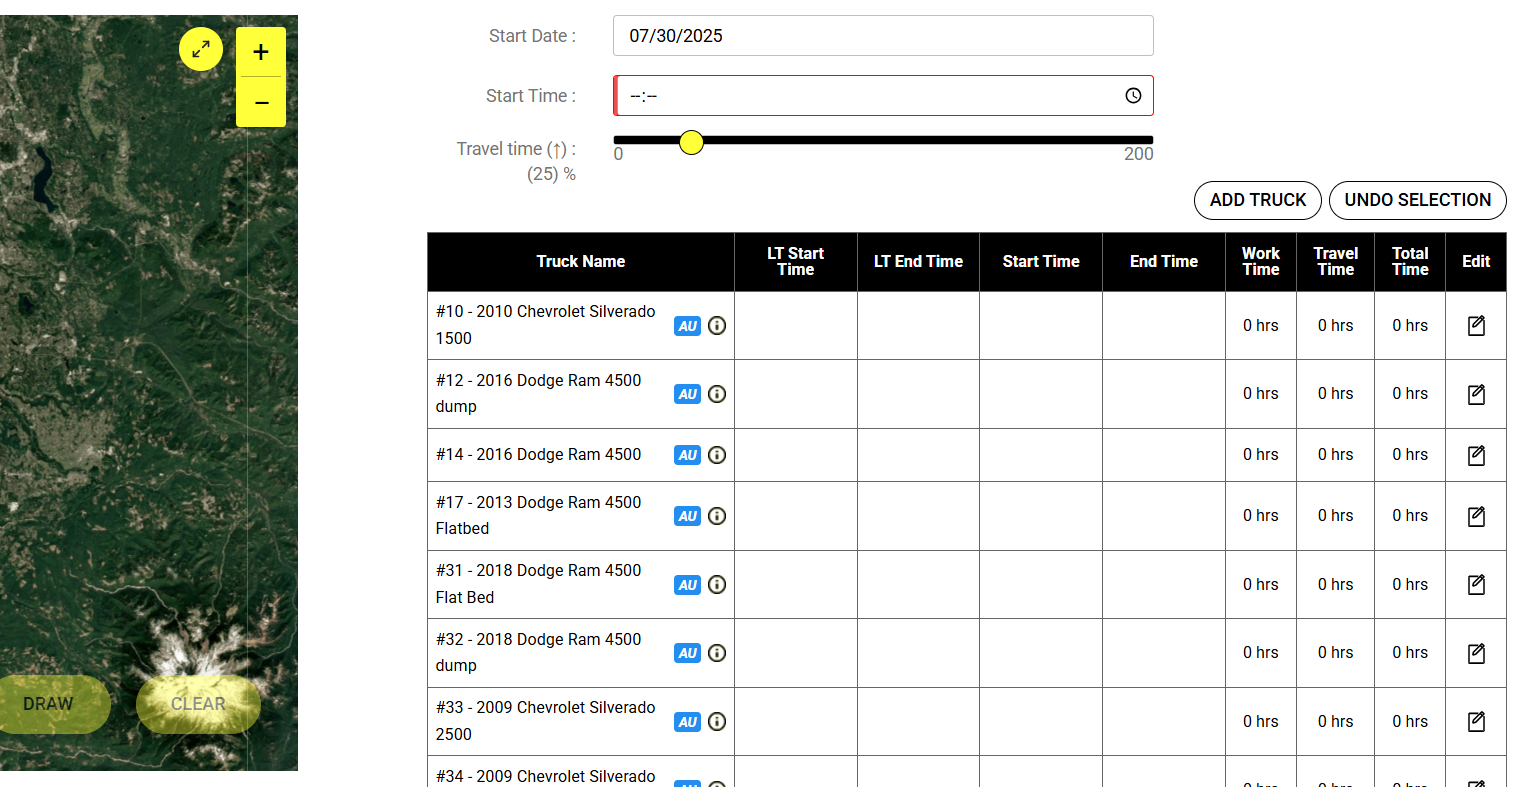 Start Date :
07/30/2025
Start Time :
--:--
Travel time (↑) :
(25) %
0
200
ADD TRUCK
UNDO SELECTION
Truck Name
LT Start
Time
LT End Time
Start Time
End Time
Work
Time
Travel
Time
Total
Time
Edit
#10 - 2010 Chevrolet Silverado
1500
AU
0 hrs
0 hrs
0 hrs
#12 - 2016 Dodge Ram 4500
dump
AU
0 hrs
0 hrs
0 hrs
#14 - 2016 Dodge Ram 4500
AU
0 hrs
0 hrs
0 hrs
#17 - 2013 Dodge Ram 4500
Flatbed
AU
0 hrs
0 hrs
0 hrs
#31 - 2018 Dodge Ram 4500
Flat Bed
AU
0 hrs
0 hrs
0 hrs
#32 - 2018 Dodge Ram 4500
dump
AU
0 hrs
0 hrs
0 hrs
#33 - 2009 Chevrolet Silverado
2500
AU
0 hrs
0 hrs
0 hrs
#34 - 2009 Chevrolet Silverado
+
−
DRAW
CLEAR